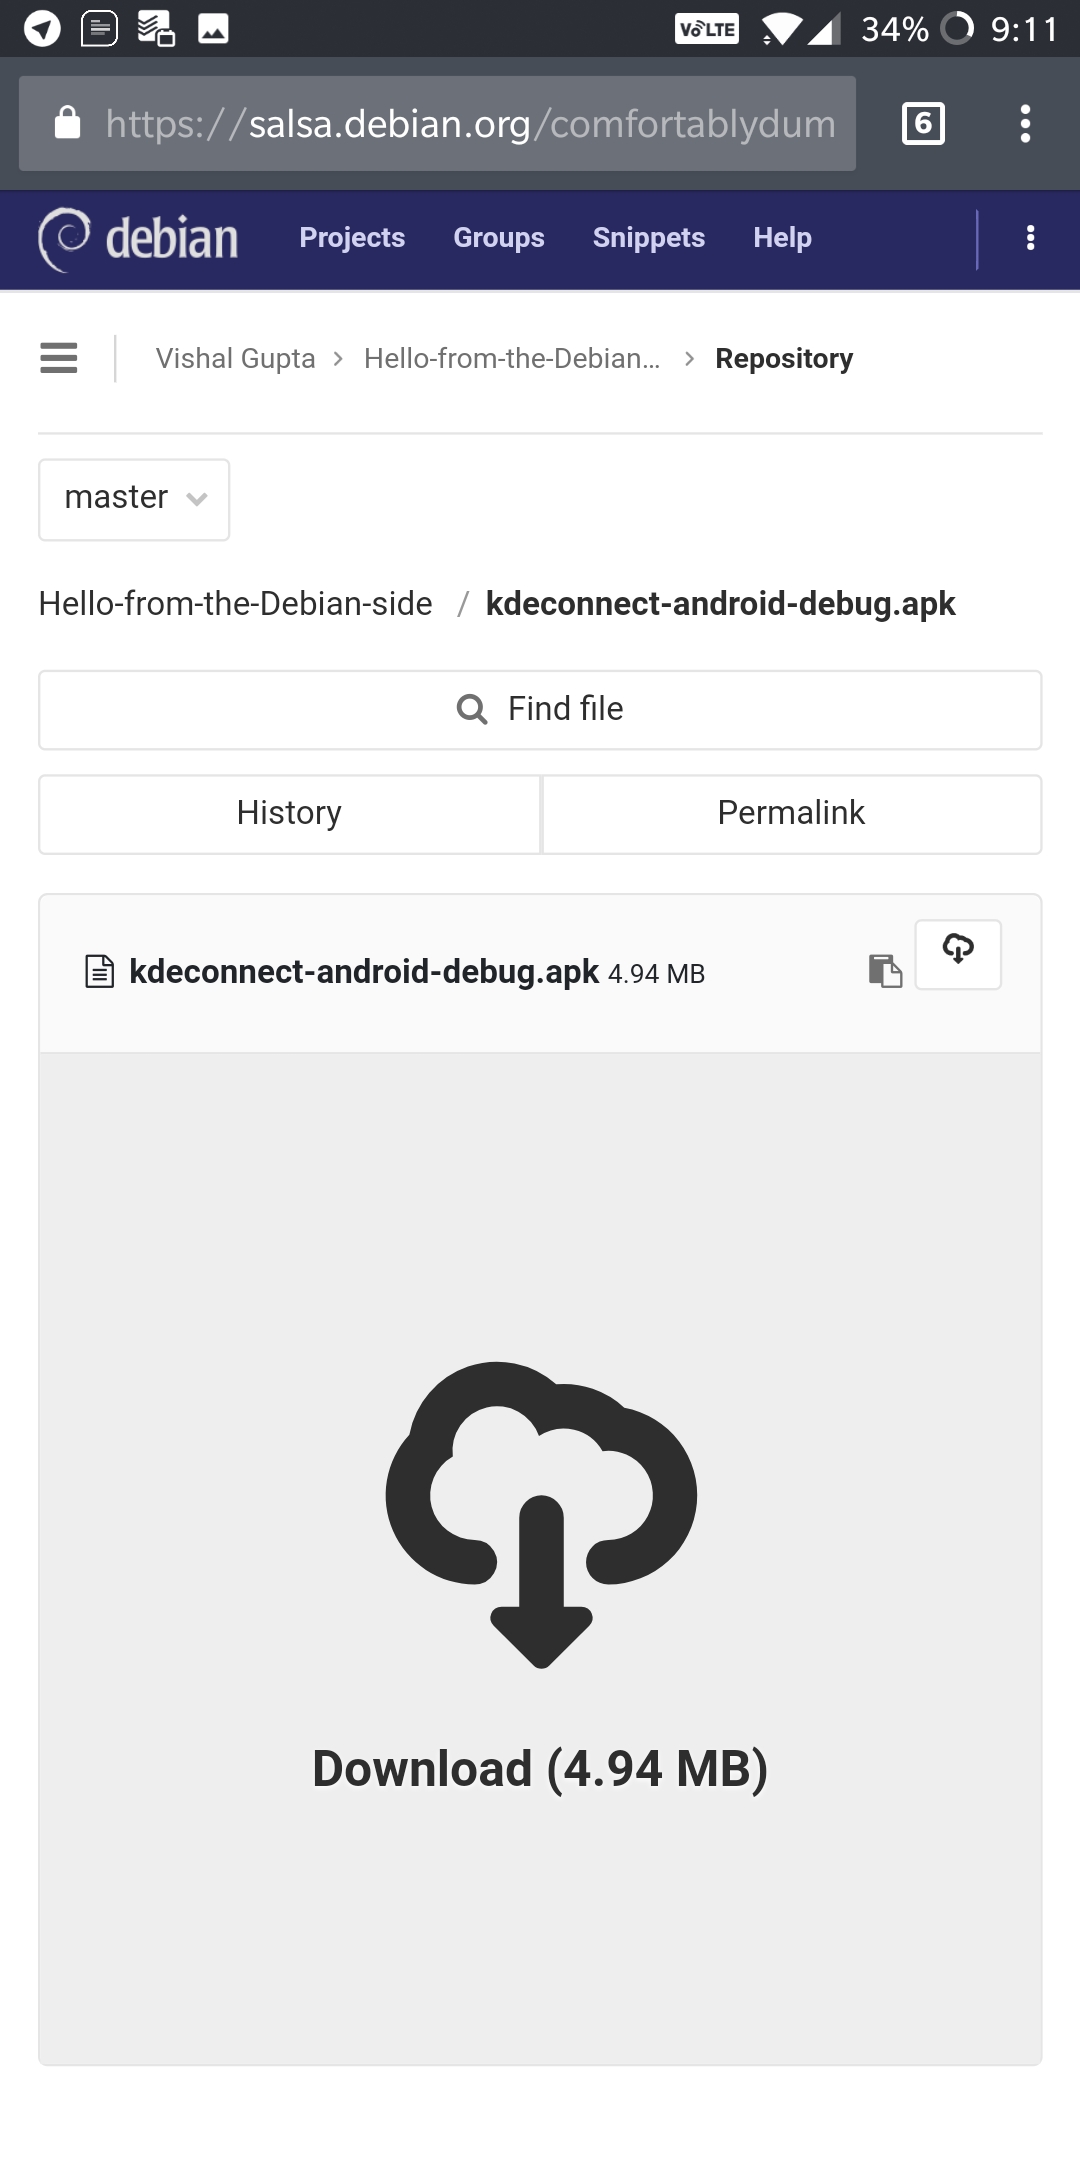 VoLTE 34% 9:11
https://salsa.debian.org/comfortablydum
6
debian Projects Groups Snippets Help
Vishal Gupta > Hello-from-the-Debian... > Repository
master
Hello-from-the-Debian-side / kdeconnect-android-debug.apk
Find file
History Permalink
kdeconnect-android-debug.apk 4.94 MB
Download (4.94 MB)